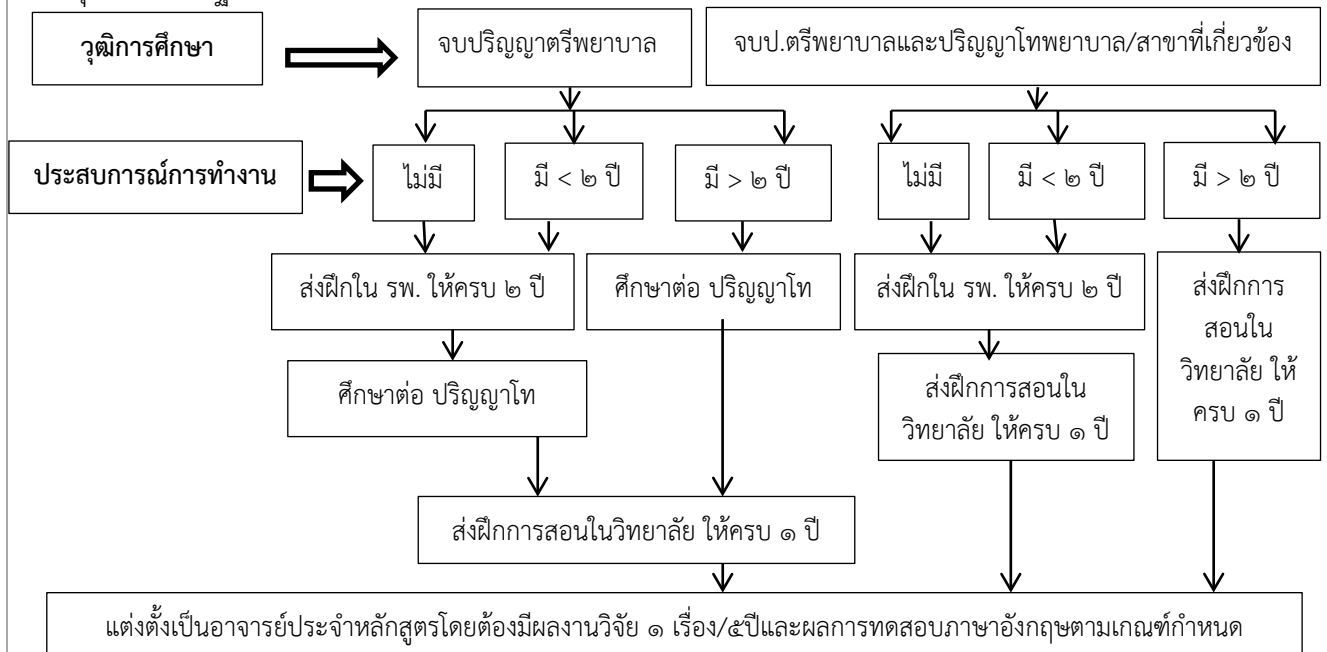 วุฒิการศึกษา
จบปริญญาตรีพยาบาล
จบป.ตรีพยาบาลและปริญญาโทพยาบาล/สาขาที่เกี่ยวข้อง
ประสบการณ์การทำงาน
ไม่มี
มี < ๒ ปี
มี > ๒ ปี
ไม่มี
มี < ๒ ปี
มี > ๒ ปี
ส่งฝึกใน รพ. ให้ครบ ๒ ปี
ศึกษาต่อ ปริญญาโท
ส่งฝึกใน รพ. ให้ครบ ๒ ปี
ส่งฝึกการ
สอนใน
วิทยาลัย ให้
ครบ ๑ ปี
ศึกษาต่อ ปริญญาโท
ส่งฝึกการสอนใน
วิทยาลัย ให้ครบ ๑ ปี
ส่งฝึกการสอนในวิทยาลัย ให้ครบ ๑ ปี
แต่งตั้งเป็นอาจารย์ประจำหลักสูตรโดยต้องมีผลงานวิจัย ๑ เรื่อง/๕ปีและผลการทดสอบภาษาอังกฤษตามเกณฑ์กำหนด